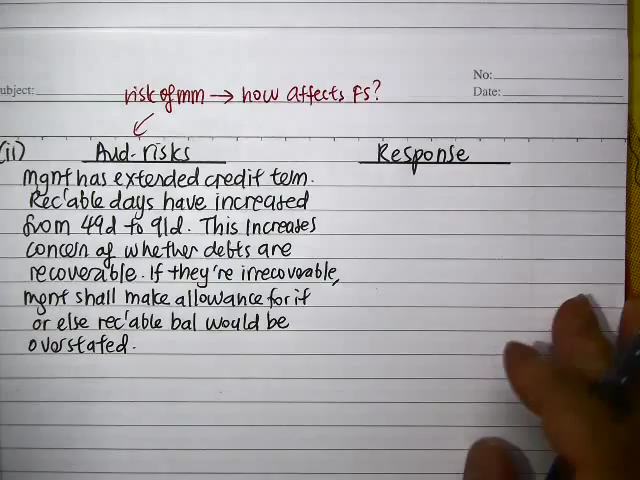 No:
ubject:
Date:
risk of mm → how affects FS?
(ii) Aud-risks Response
mgnt has extended credit term.
Rec'able days have increased
from 49d to 91d. This increases
concern of whether debts are
recoverable. If they're irrecoverable,
mgnt shall make allowance for it
or else rec'able bal would be
overstated.